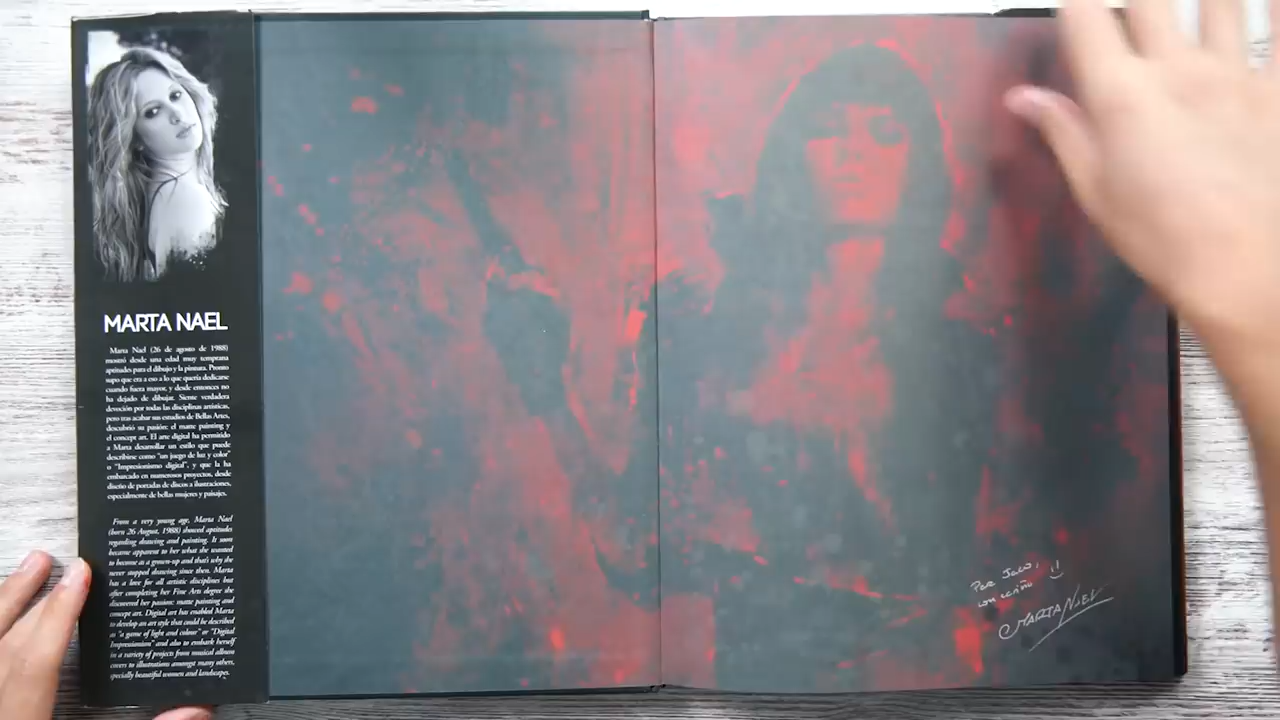 MARTA NAEL
Marta Nael (26 de agosto de 1988)
mostró desde una edad muy temprana
aptitudes para el dibujo y la pintura. Pronto
supo que era a eso a lo que quería dedicarse
cuando fuera mayor, y desde entonces no
ha dejado de dibujar. Siente verdadera
devoción por todas las disciplinas artísticas,
pero tras acabar sus estudios de Bellas Artes,
descubrió su pasión: el matte painting y
el concept art. El arte digital ha permitido
a Marta desarrollar un estilo que puede
describirse como "un juego de luz y color"
o "Impresionismo digital", y que la ha
embarcado en numerosos proyectos, desde
diseño de portadas de discos a ilustraciones,
especialmente de bellas mujeres y paisajes.
From a very young age, Marta Nael
(born 26 August, 1988) showed aptitudes
regarding drawing and painting. It soon
became apparent to her what she wanted
to become as a grown-up and that's why she
never stopped drawing since then. Marta
has a love for all artistic disciplines but
after completing her Fine Arts degree she
discovered her passion: matte painting and
concept art. Digital art has enabled Marta
to develop an art style that could be described
as "a game of light and colour" or "Digital
Impressionism" and also to embark herself
in a variety of projects from musical album
covers to illustrations amongst many others,
specially beautiful women and landscapes.
con cariño
MARTA NAEL